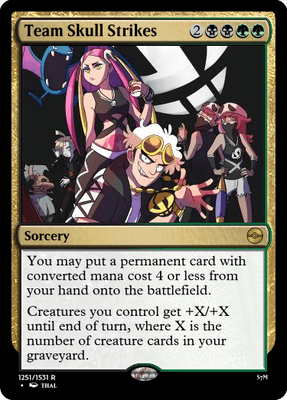 Team Skull Strikes 2
Sorcery
You may put a permanent card with
converted mana cost 4 or less from
your hand onto the battlefield.
Creatures you control get +X/+X
until end of turn, where X is the
number of creature cards in your
graveyard.
1251/1531 R
S7M
• THAL